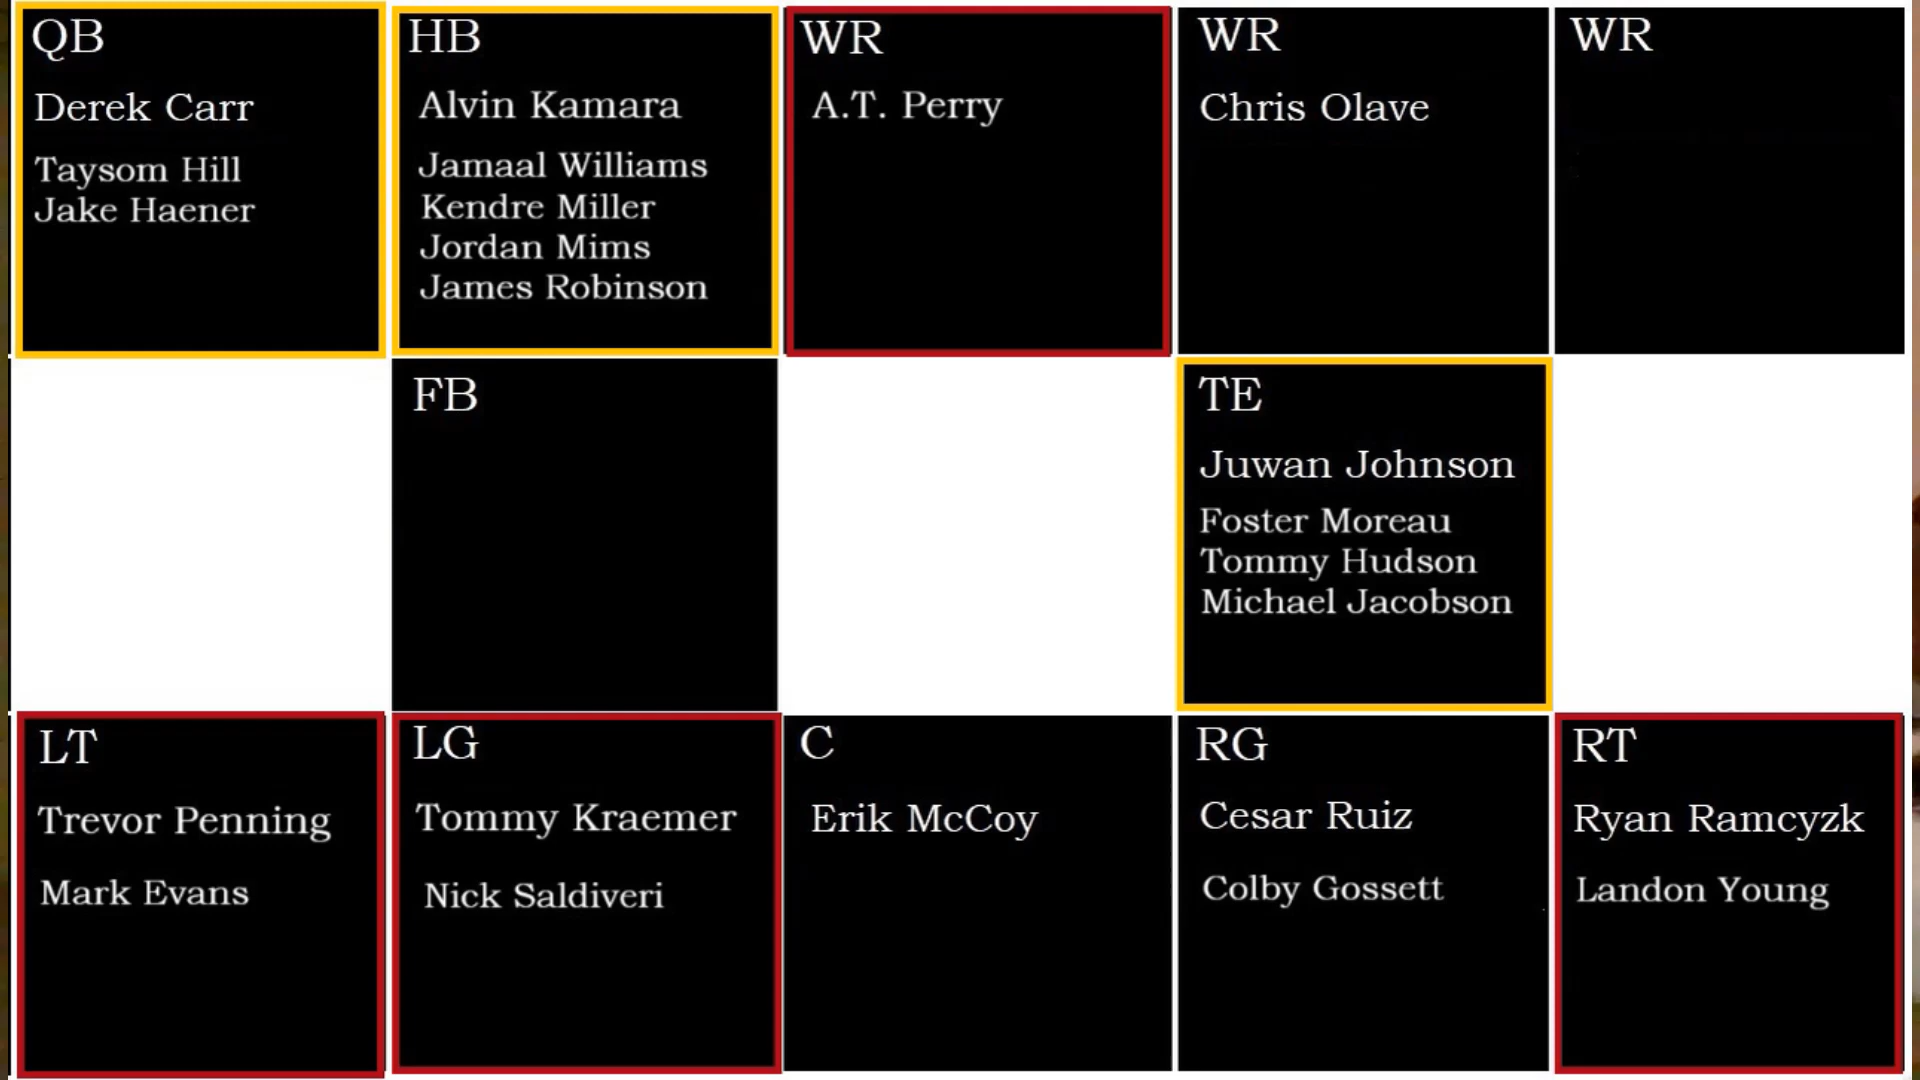 QB
Derek Carr
Taysom Hill
Jake Haener
HB
Alvin Kamara
Jamaal Williams
Kendre Miller
Jordan Mims
James Robinson
WR
A.T. Perry
WR
Chris Olave
WR
FB
TE
Juwan Johnson
Foster Moreau
Tommy Hudson
Michael Jacobson
LT
Trevor Penning
Mark Evans
LG
Tommy Kraemer
Nick Saldiveri
C
Erik McCoy
RG
Cesar Ruiz
Colby Gossett
RT
Ryan Ramcyzk
Landon Young